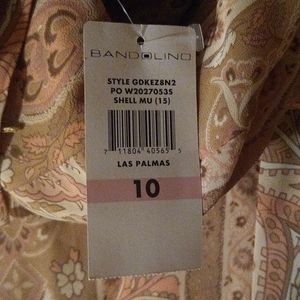 BANDOLINO
STYLE GDKEZ8N2
PO W20270535
SHELL MU (15)
7 11804 40565 5
LAS PALMAS
10